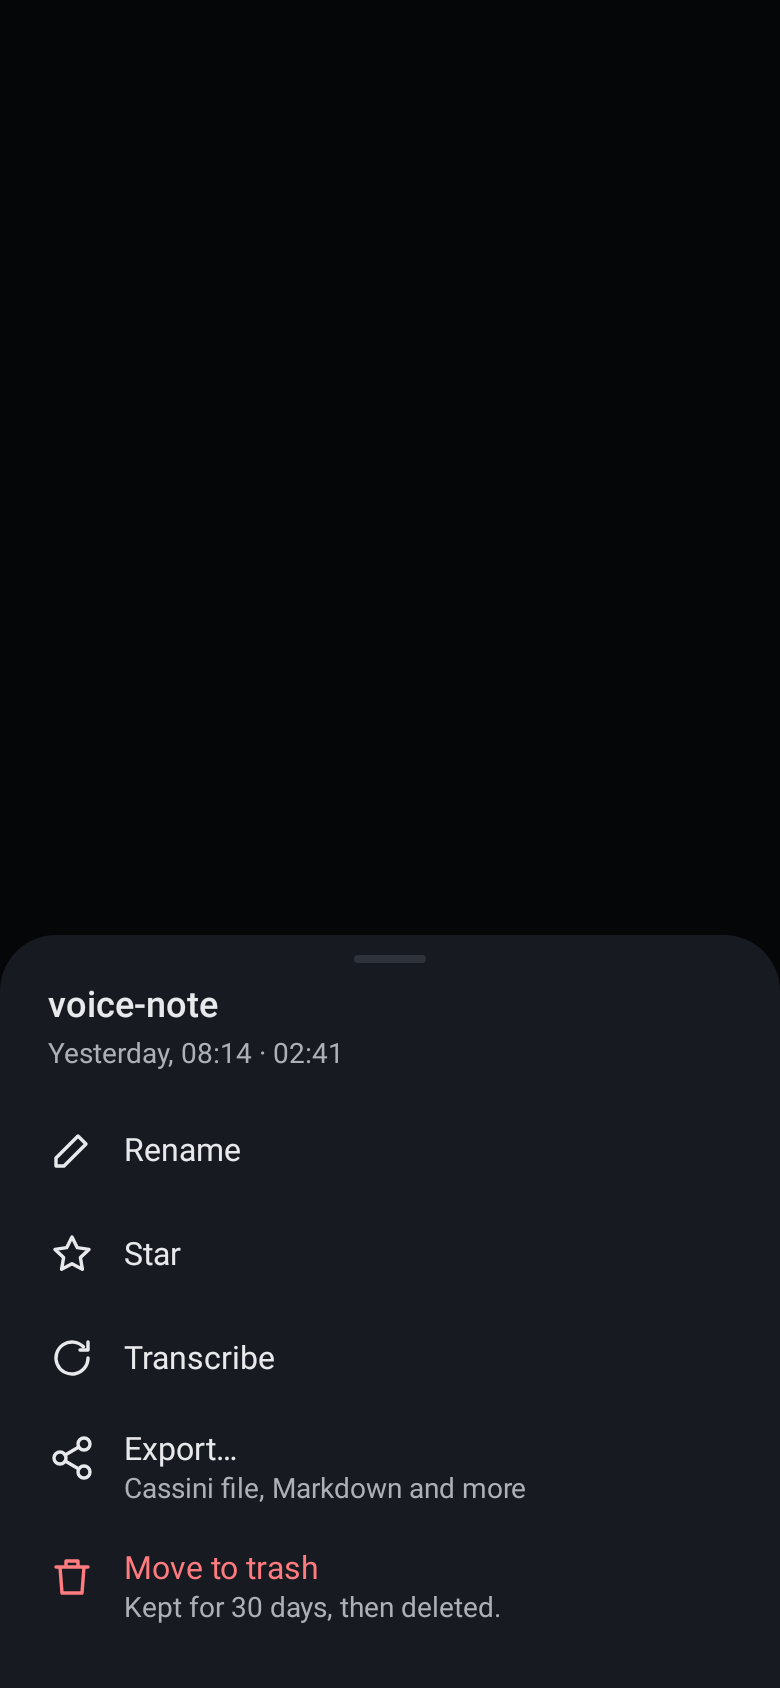 voice-note
Yesterday, 08:14 · 02:41
Rename
Star
Transcribe
Export…
Cassini file, Markdown and more
Move to trash
Kept for 30 days, then deleted.